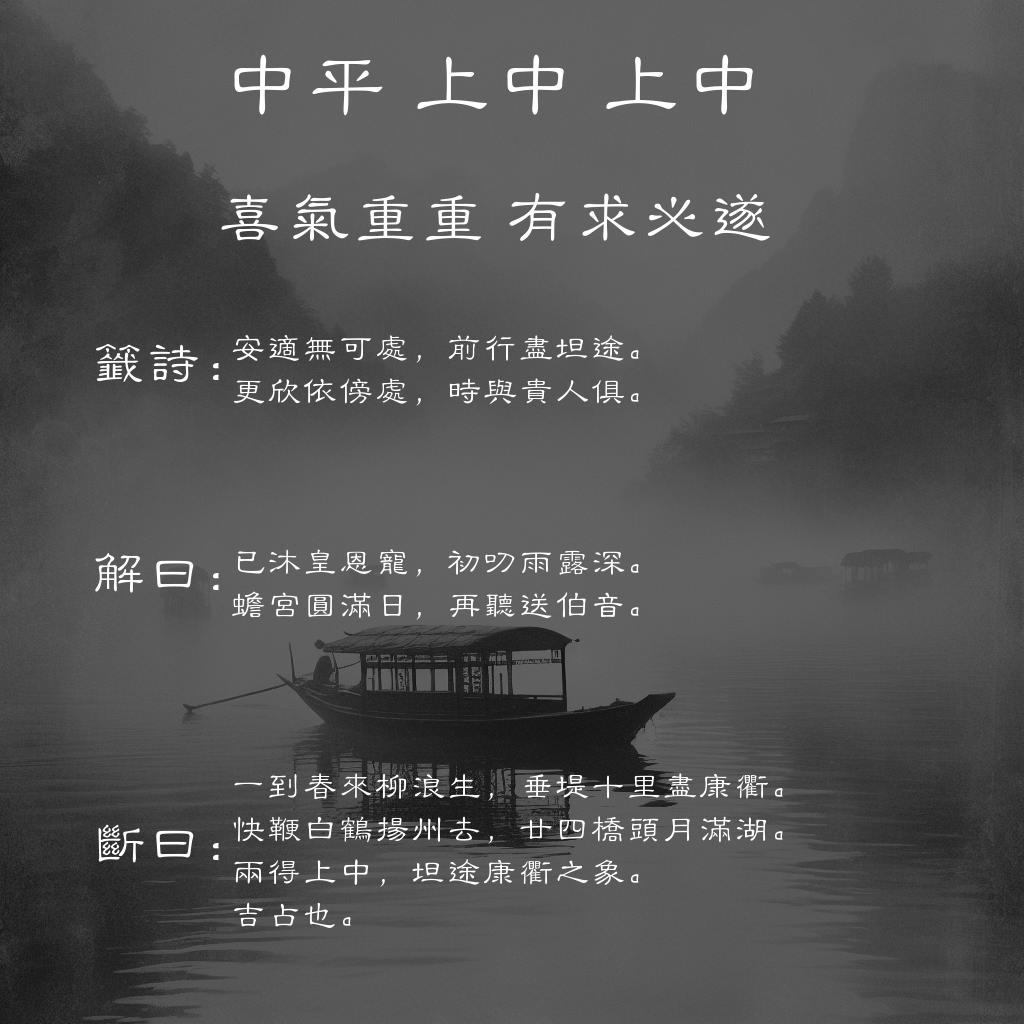 中平 上中 上中
喜氣重重 有求必遂
籤詩：
安適無可處，前行盡坦途。
更欣依傍處，時與貴人俱。
解曰：
已沐皇恩寵，初叨雨露深。
蟾宮圓滿日，再聽送伯音。
斷曰：
一到春來柳浪生，垂堤十里盡康衢。
快鞭白鶴揚州去，廿四橋頭月滿湖。
兩得上中，坦途康衢之象。
吉占也。